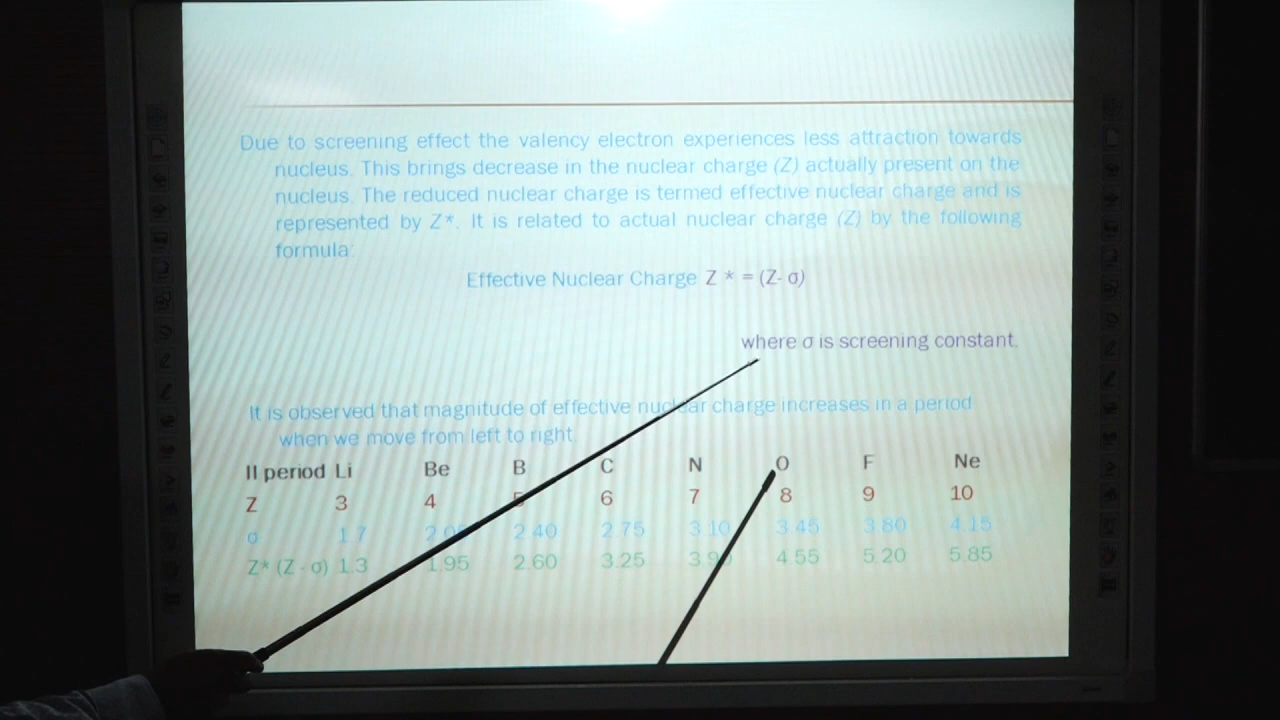 Due to screening effect the valency electron experiences less attraction towards
nucleus. This brings decrease in the nuclear charge (Z) actually present on the
nucleus. The reduced nuclear charge is termed effective nuclear charge and is
represented by Z*. It is related to actual nuclear charge (Z) by the following
formula:
Effective Nuclear Charge Z * = (Z- σ)
where σ is screening constant.
It is observed that magnitude of effective nuclear charge increases in a period
when we move from left to right.
II period Li Be B C N O F Ne
Z 3 4 5 6 7 8 9 10
σ 1.7 2.05 2.40 2.75 3.10 3.45 3.80 4.15
Z* (Z - σ) 1.3 1.95 2.60 3.25 3.90 4.55 5.20 5.85